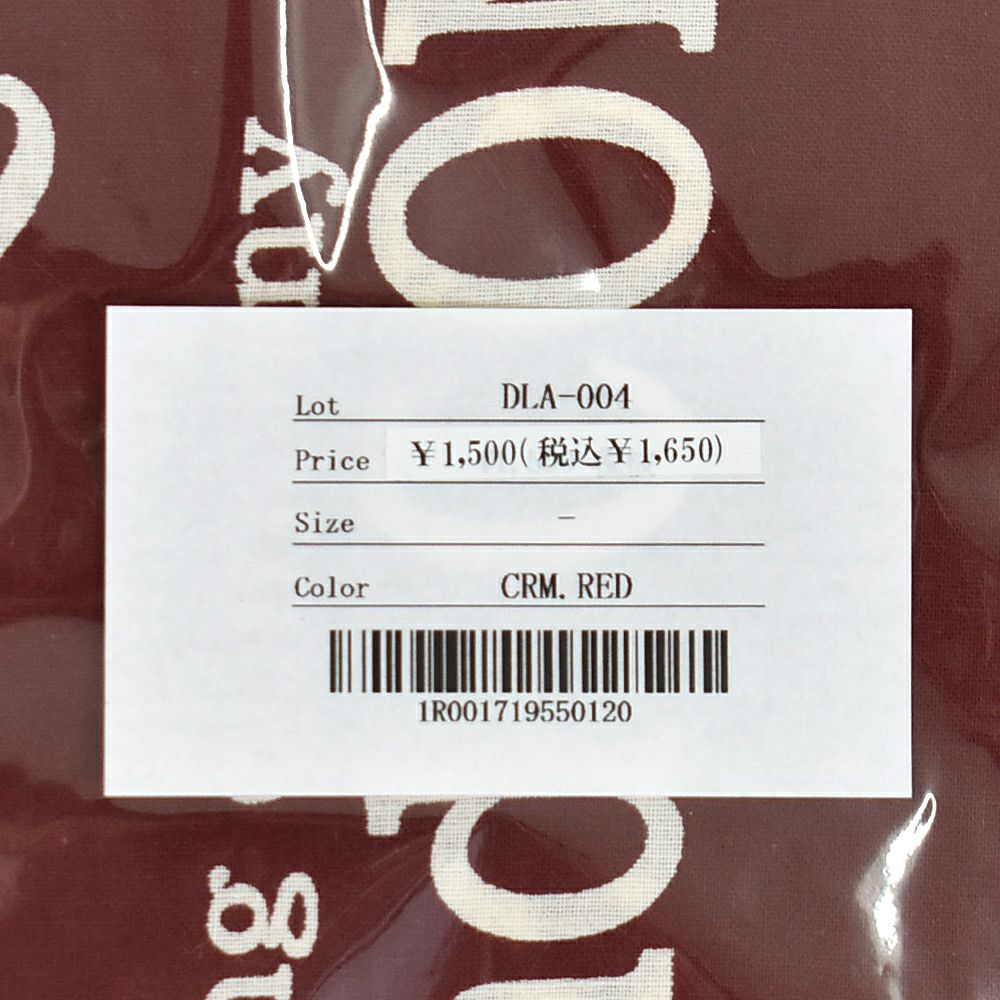 Lot DLA-004
Price ¥1,500(税込¥1,650)
Size -
Color CRM. RED
1R001719550120